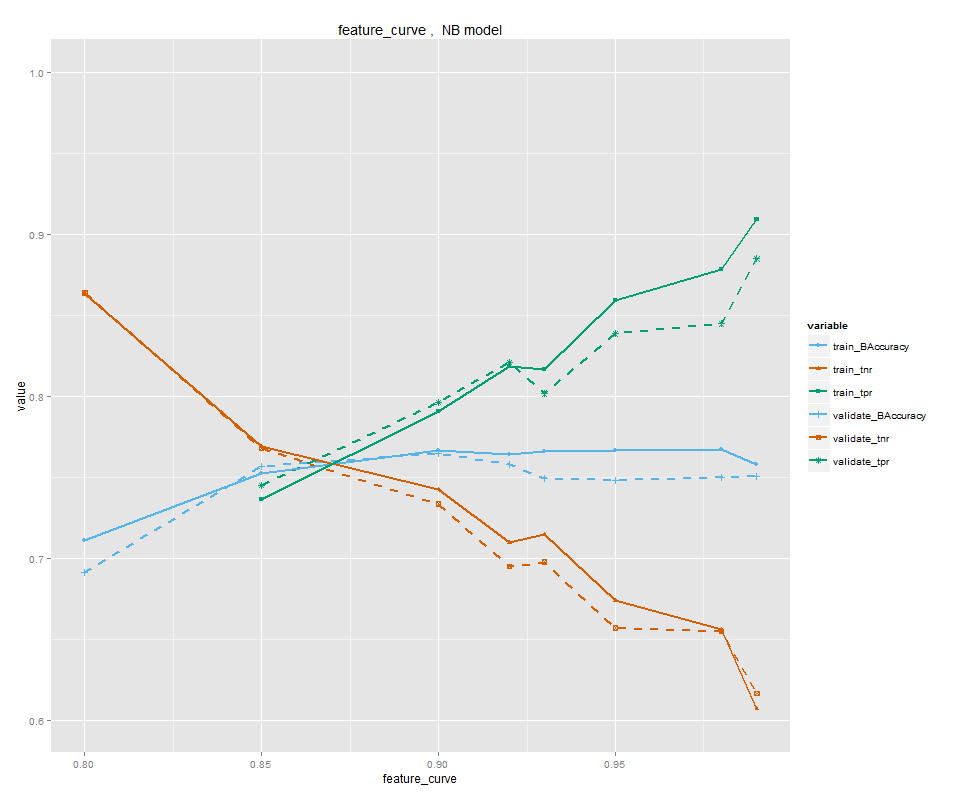 feature_curve , NB model
1.0
0.9
0.8
0.7
0.6
value
0.80 0.85 0.90 0.95
feature_curve
variable
train_BAccuracy
train_tnr
train_tpr
validate_BAccuracy
validate_tnr
validate_tpr